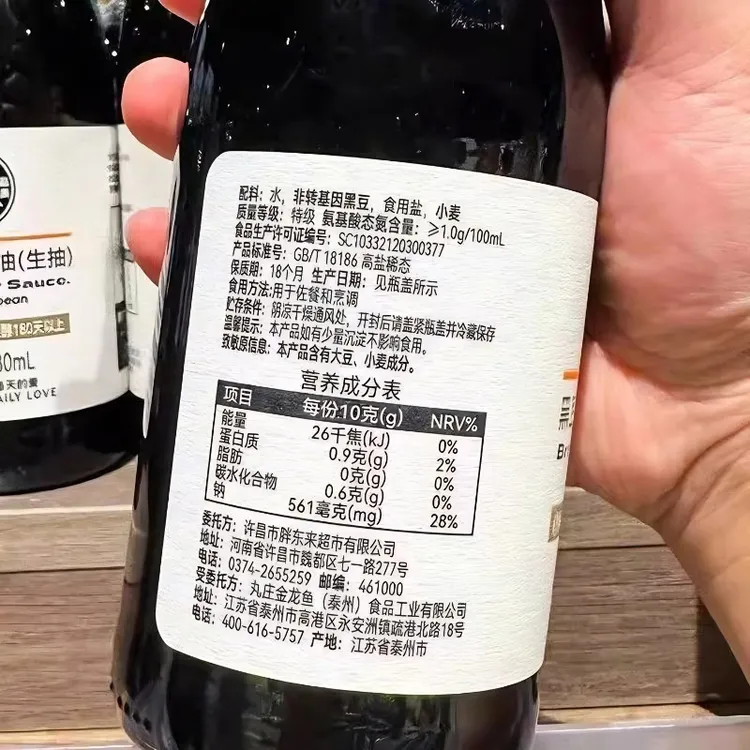 油(生抽)
Sauce.
180天以上
DAILY LOVE
配料：水，非转基因黑豆，食用盐，小麦
质量等级：特级 氨基酸态氮含量：≥1.0g/100mL
食品生产许可证编号：SC10332120300377
产品标准号：GB/T 18186 高盐稀态
保质期：18个月 生产日期：见瓶盖所示
食用方法:用于佐餐和烹调
贮存条件：阴凉干燥通风处，开封后请盖紧瓶盖并冷藏保存
温馨提示：本产品如有少量沉淀不影响食用。
致敏原信息：本产品含有大豆、小麦成分。
营养成分表
项目 每份10克(g) NRV%
能量 26千焦(kJ) 0%
蛋白质 0.9克(g) 2%
脂肪 0克(g) 0%
碳水化合物 0.6克(g) 0%
钠 561毫克(mg) 28%
委托方：许昌市胖东来超市有限公司
地址：河南省许昌市魏都区七一路277号
电话：0374-2655259 邮编：461000
受委托方：丸庄金龙鱼（泰州）食品工业有限公司
地址：江苏省泰州市高港区永安洲镇疏港北路18号
电话：400-616-5757 产地：江苏省泰州市